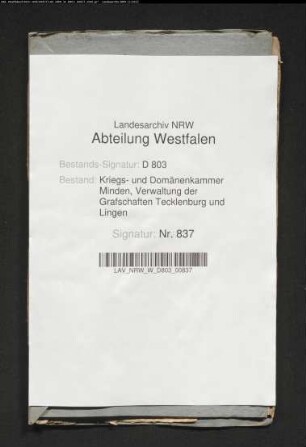 Landesarchiv NRW
Abteilung Westfalen
Bestands-Signatur: D 803
Bestand: Kriegs- und Domänenkammer
Minden, Verwaltung der
Grafschaften Tecklenburg und
Lingen
Signatur: Nr. 837
LAV_NRW_W_D803_00837